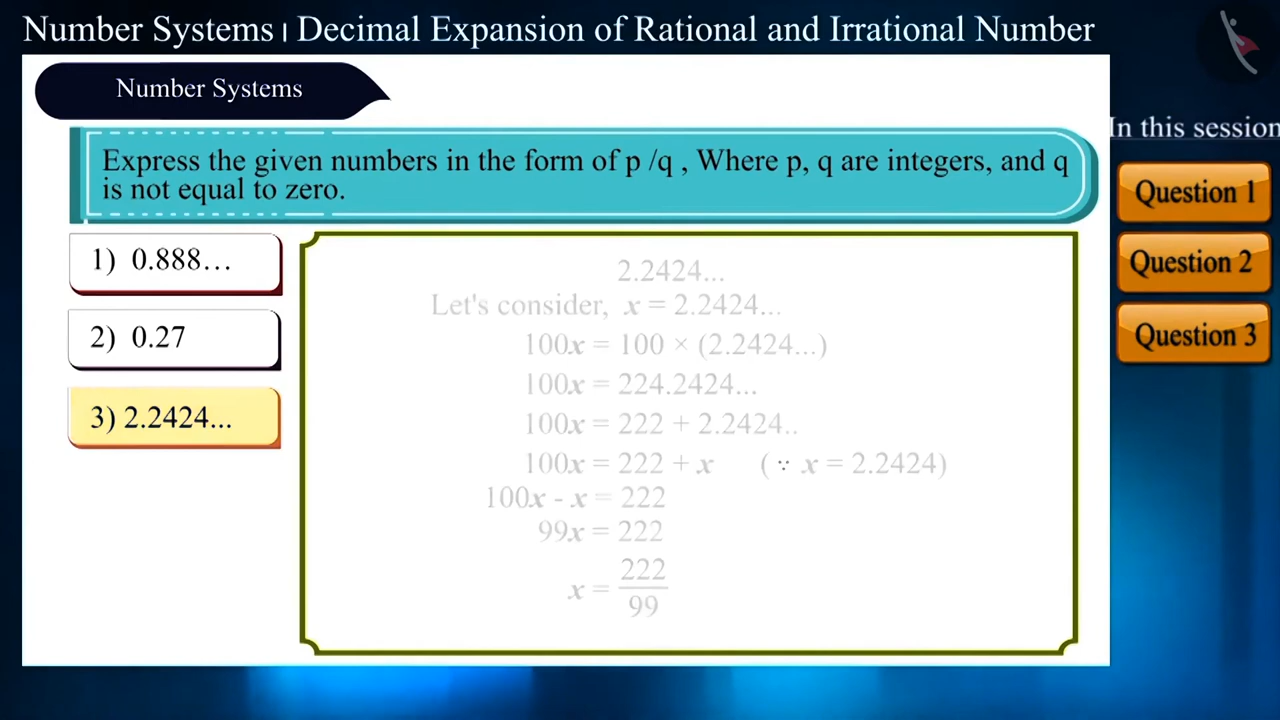 Number Systems | Decimal Expansion of Rational and Irrational Number
Number Systems
In this session
Express the given numbers in the form of p /q , Where p, q are integers, and q
is not equal to zero.
Question 1
Question 2
Question 3
1) 0.888...
2) 0.27
3) 2.2424...
2.2424...
Let's consider, x = 2.2424...
100x = 100 × (2.2424...)
100x = 224.2424...
100x = 222 + 2.2424..
100x = 222 + x (∵ x = 2.2424)
100x - x = 222
99x = 222
x = 222/99